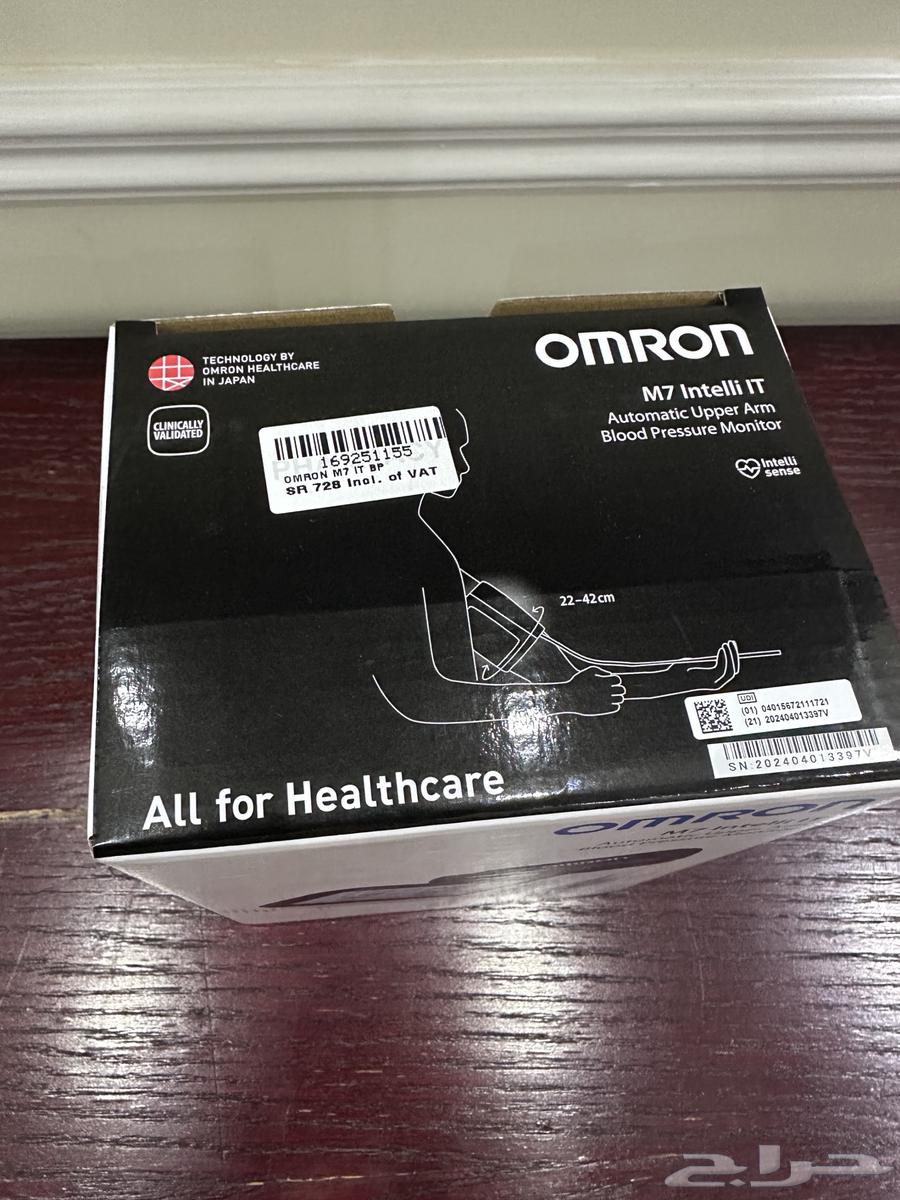 TECHNOLOGY BY
OMRON HEALTHCARE
IN JAPAN
CLINICALLY
VALIDATED
OMRON
M7 Intelli IT
Automatic Upper Arm
Blood Pressure Monitor
Intelli
sense
169251155
OMRON M7 IT BP
SR 728 Incl. of VAT
22–42cm
UDI
(01) 04015672111721
(21) 202404013397V
SN:202404013397V
All for Healthcare
OMRON
M7 Intelli IT
حراج